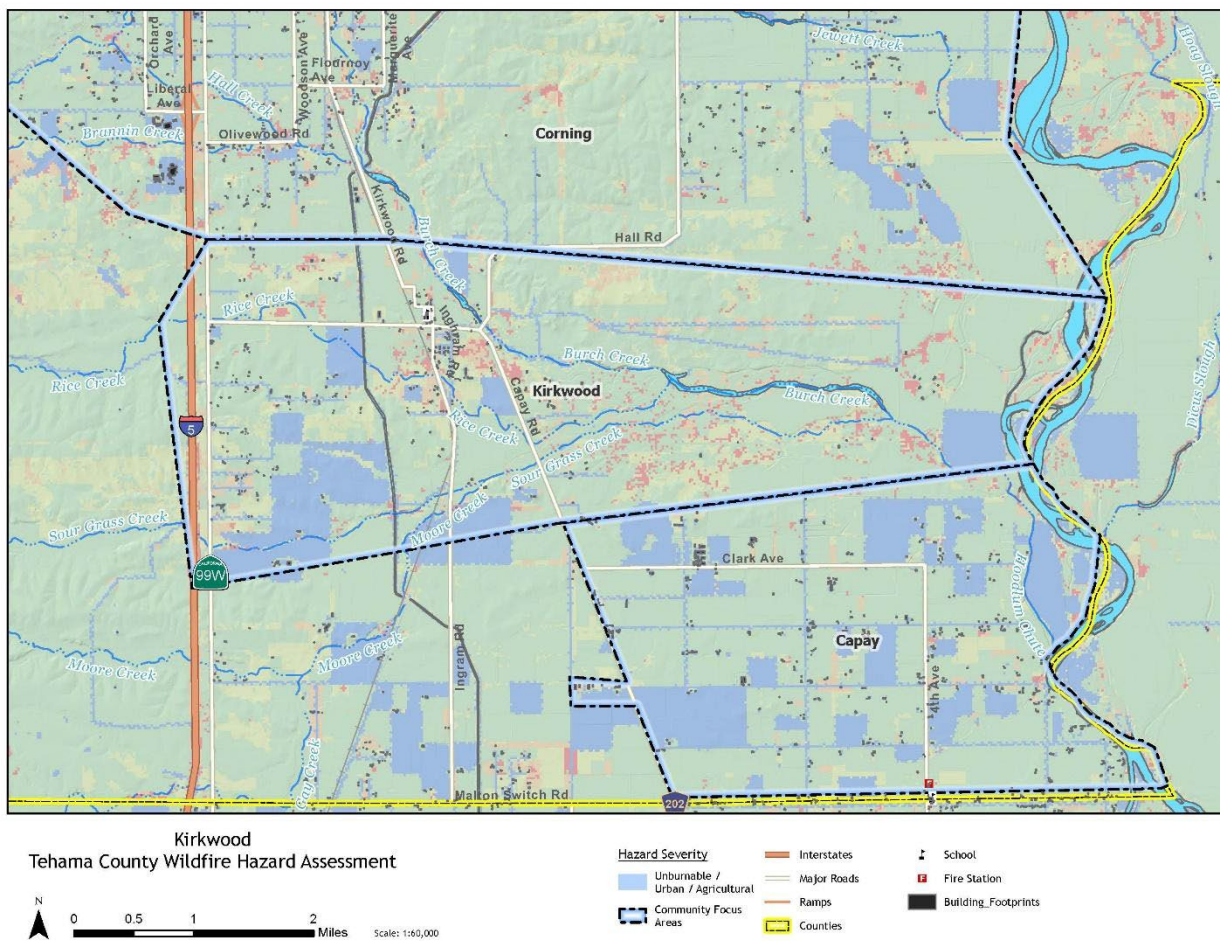 Orchard
Ave
Liberal
Ave
Hall Creek
Woodson Ave
Flournoy
Ave
Marguerite
Ave
Brannin Creek
Olivewood Rd
Jewett Creek
Hoag Slough
Corning
Kirkwood Rd
Burch Creek
Hall Rd
Rice Creek
Rice Creek
Inghram Rd
Burch Creek
Kirkwood
Burch Creek
Capay Rd
Rice Creek
Dicus Slough
5
Sour Grass Creek
Sour Grass Creek
Moore Creek
CALIFORNIA
99W
Clark Ave
Moulting Chute
Moore Creek
Moore Creek
Ingram Rd
Capay
4th Ave
Gay Creek
Malton Switch Rd
202
F
Kirkwood
Tehama County Wildfire Hazard Assessment
N
0 0.5 1 2
Miles
Scale: 1:60,000
Hazard Severity
Unburnable /
Urban / Agricultural
Community Focus
Areas
Interstates
Major Roads
Ramps
Counties
School
F Fire Station
Building_Footprints